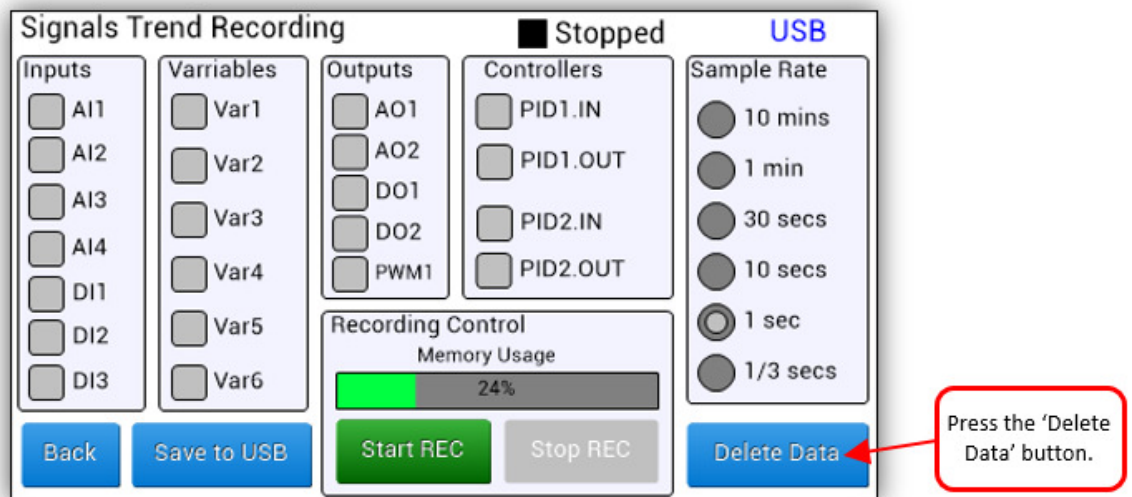 Signals Trend Recording
Stopped
USB
Inputs
AI1
AI2
AI3
AI4
DI1
DI2
DI3
Varriables
Var1
Var2
Var3
Var4
Var5
Var6
Outputs
AO1
AO2
DO1
DO2
PWM1
Controllers
PID1.IN
PID1.OUT
PID2.IN
PID2.OUT
Sample Rate
10 mins
1 min
30 secs
10 secs
1 sec
1/3 secs
Recording Control
Memory Usage
24%
Back
Save to USB
Start REC
Stop REC
Delete Data
Press the ‘Delete
Data’ button.